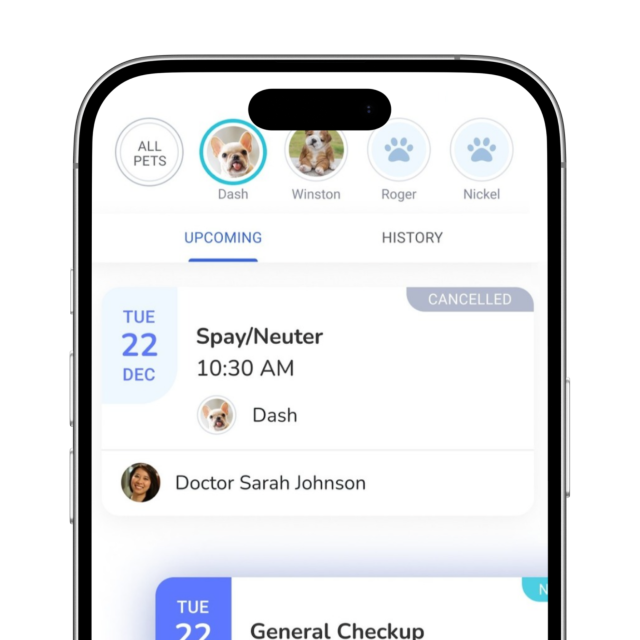 ALL
PETS
Dash
Winston
Roger
Nickel
UPCOMING
HISTORY
CANCELLED
TUE
22
DEC
Spay/Neuter
10:30 AM
Dash
Doctor Sarah Johnson
TUE
22
General Checkup